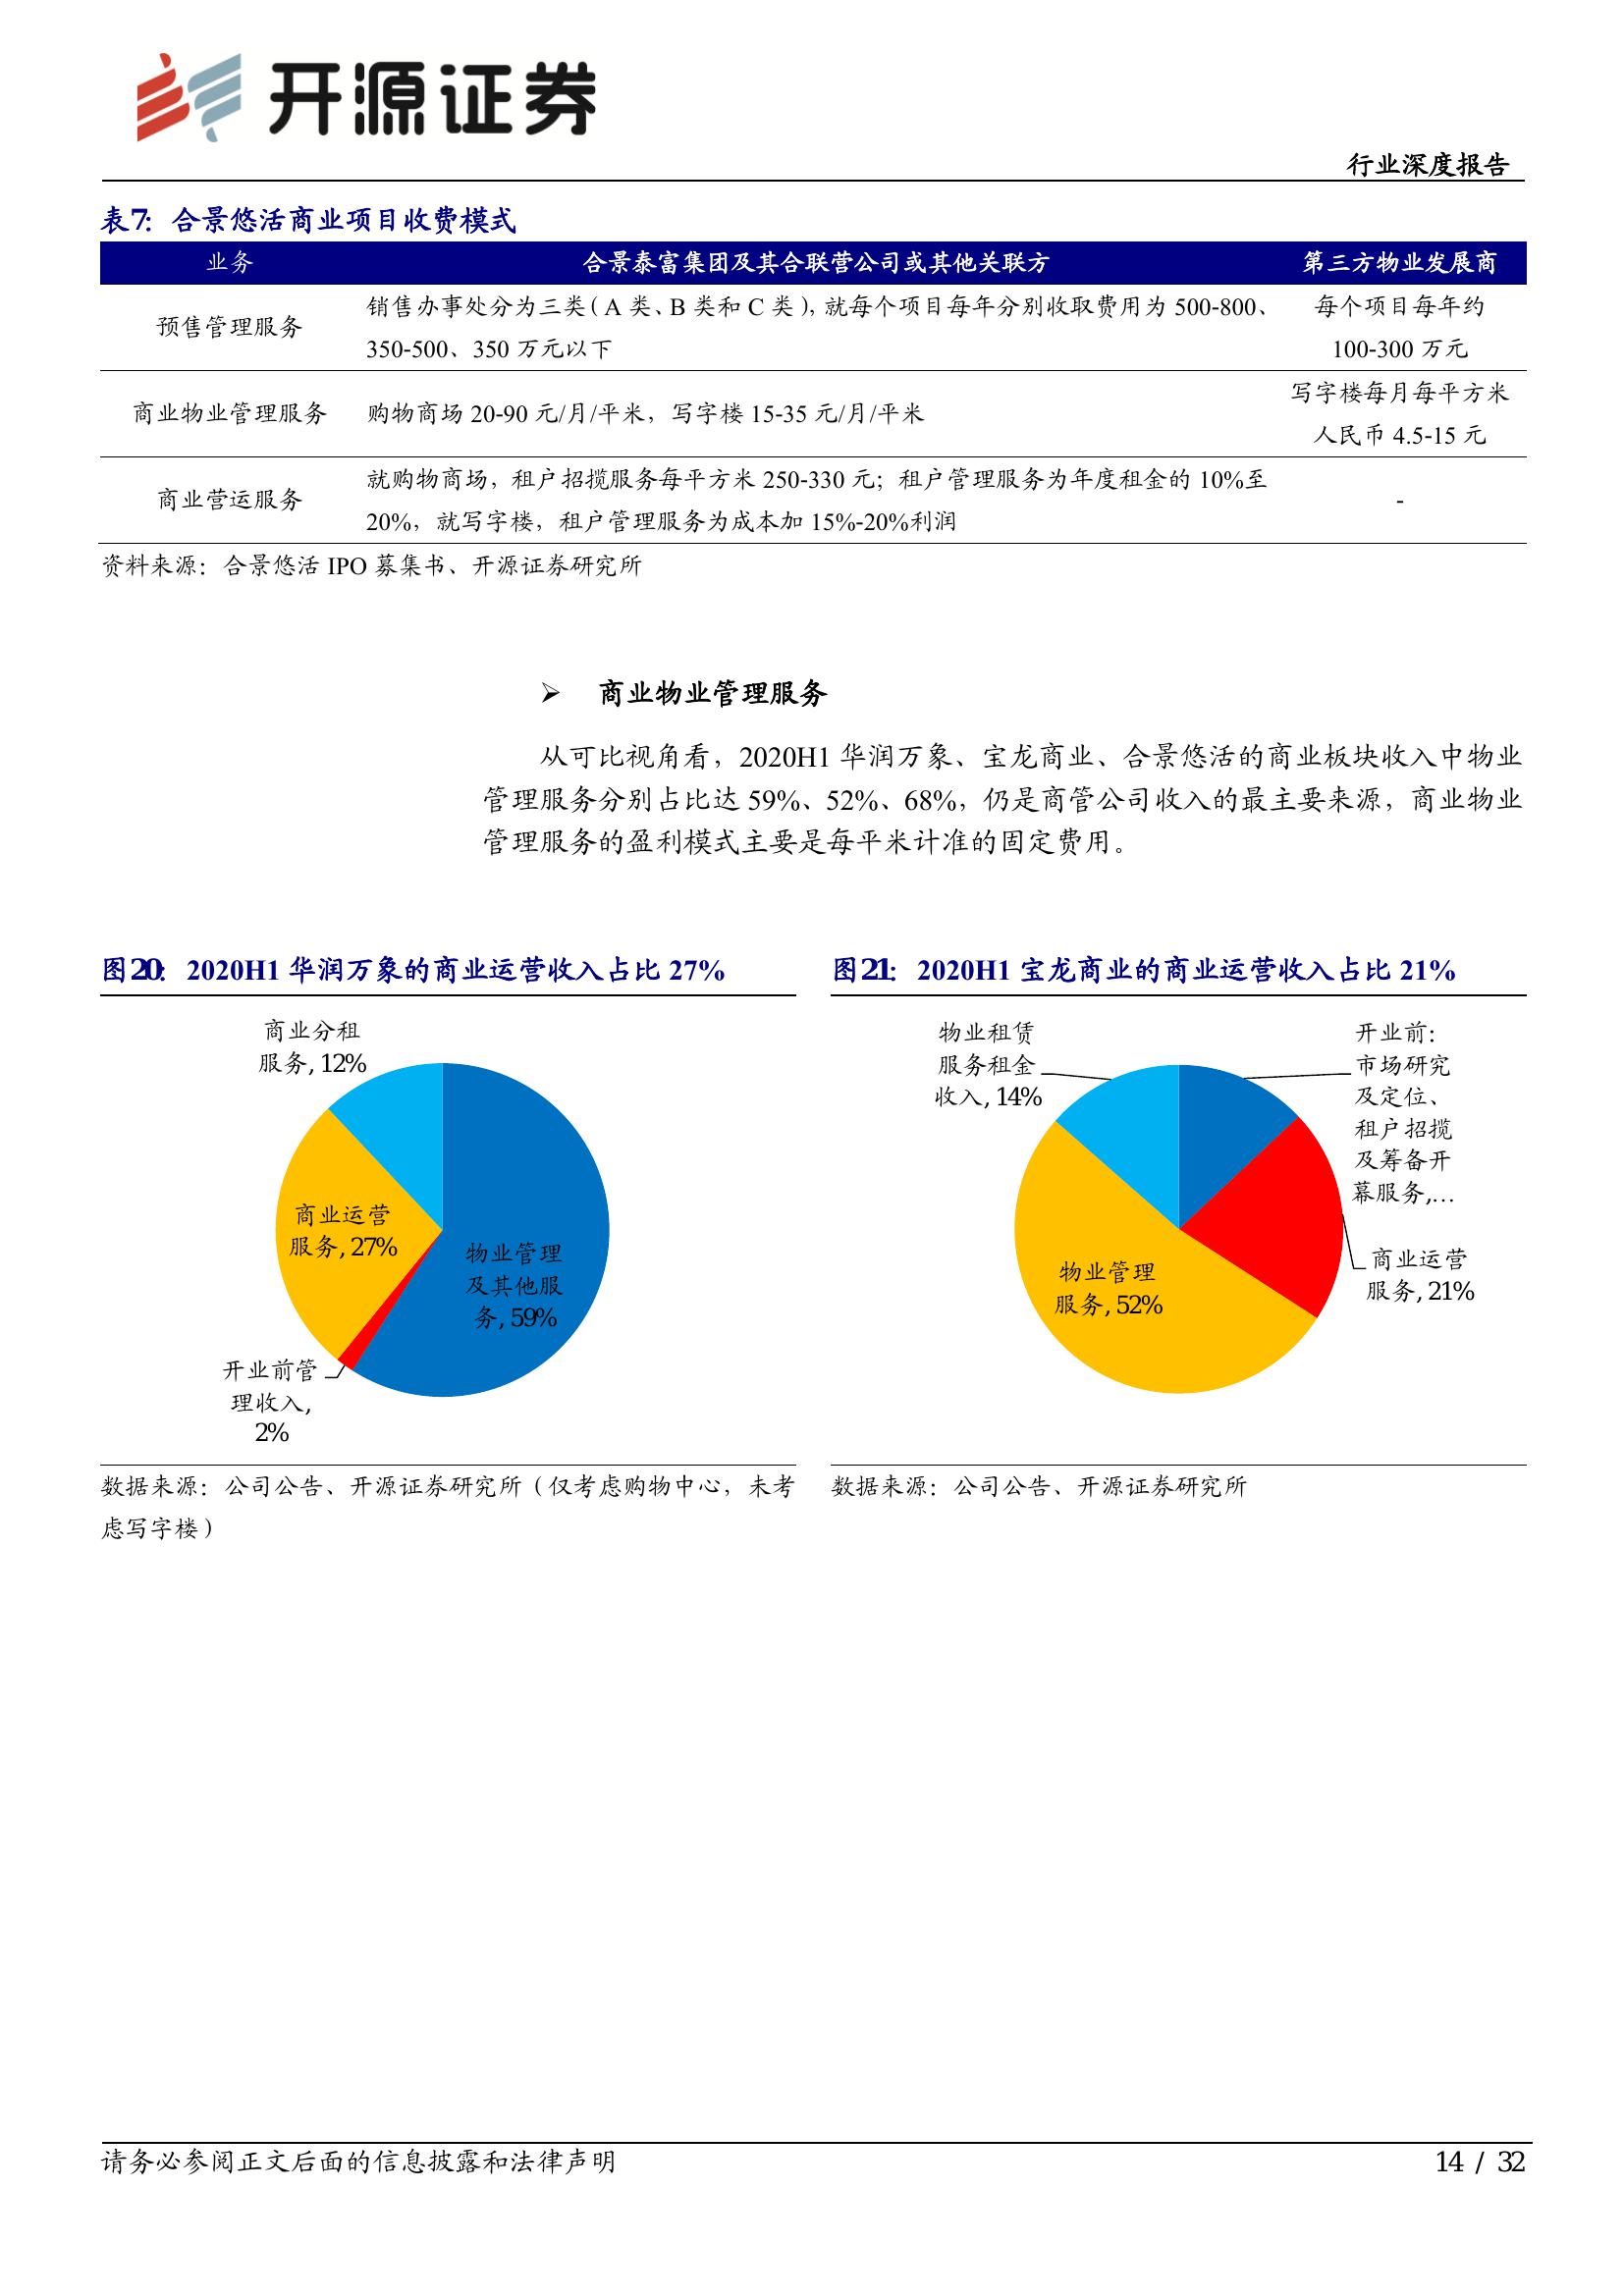 开源证券
行业深度报告
表7：合景悠活商业项目收费模式
业务 合景泰富集团及其合联营公司或其他关联方 第三方物业发展商
预售管理服务
销售办事处分为三类（A 类、B 类和 C 类），就每个项目每年分别收取费用为 500-800、
350-500、350 万元以下
每个项目每年约
100-300 万元
商业物业管理服务
购物商场 20-90 元/月/平米，写字楼 15-35 元/月/平米
写字楼每月每平方米
人民币 4.5-15 元
商业营运服务
就购物商场，租户招揽服务每平方米 250-330 元；租户管理服务为年度租金的 10%至
20%，就写字楼，租户管理服务为成本加 15%-20%利润
-
资料来源：合景悠活 IPO 募集书、开源证券研究所
➢ 商业物业管理服务
从可比视角看，2020H1 华润万象、宝龙商业、合景悠活的商业板块收入中物业
管理服务分别占比达 59%、52%、68%，仍是商管公司收入的最主要来源，商业物业
管理服务的盈利模式主要是每平米计准的固定费用。
图20：2020H1 华润万象的商业运营收入占比 27%
商业分租
服务, 12%
商业运营
服务, 27%
物业管理
及其他服
务, 59%
开业前管
理收入,
2%
数据来源：公司公告、开源证券研究所（仅考虑购物中心，未考
虑写字楼）
图21：2020H1 宝龙商业的商业运营收入占比 21%
物业租赁
服务租金
收入, 14%
开业前：
市场研究
及定位、
租户招揽
及筹备开
幕服务,…
商业运营
服务, 21%
物业管理
服务, 52%
数据来源：公司公告、开源证券研究所
请务必参阅正文后面的信息披露和法律声明
14 / 32